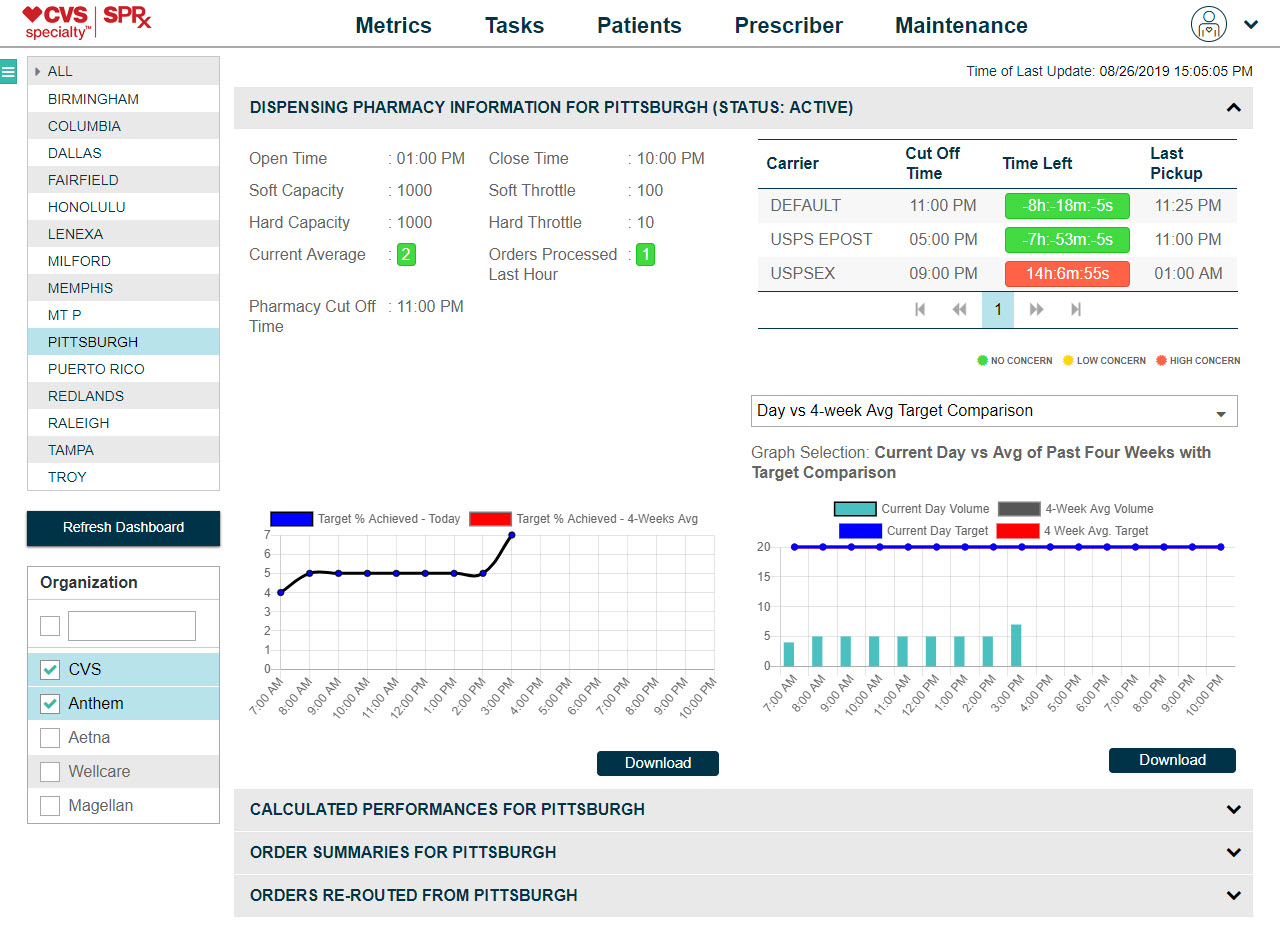 CVS specialty™ SPRx
Metrics Tasks Patients Prescriber Maintenance
Time of Last Update: 08/26/2019 15:05:05 PM
ALL
BIRMINGHAM
COLUMBIA
DALLAS
FAIRFIELD
HONOLULU
LENEXA
MILFORD
MEMPHIS
MT P
PITTSBURGH
PUERTO RICO
REDLANDS
RALEIGH
TAMPA
TROY
Refresh Dashboard
Organization
CVS
Anthem
Aetna
Wellcare
Magellan
DISPENSING PHARMACY INFORMATION FOR PITTSBURGH (STATUS: ACTIVE)
Open Time : 01:00 PM Close Time : 10:00 PM
Soft Capacity : 1000 Soft Throttle : 100
Hard Capacity : 1000 Hard Throttle : 10
Current Average : 2 Orders Processed : 1
Last Hour
Pharmacy Cut Off : 11:00 PM
Time
Carrier Cut Off Time Time Left Last Pickup
DEFAULT 11:00 PM -8h:-18m:-5s 11:25 PM
USPS EPOST 05:00 PM -7h:-53m:-5s 11:00 PM
USPSEX 09:00 PM 14h:6m:55s 01:00 AM
1
NO CONCERN LOW CONCERN HIGH CONCERN
Day vs 4-week Avg Target Comparison
Graph Selection: Current Day vs Avg of Past Four Weeks with
Target Comparison
Target % Achieved - Today Target % Achieved - 4-Weeks Avg
7
6
5
4
3
2
1
0
7:00 AM 8:00 AM 9:00 AM 10:00 AM 11:00 AM 12:00 PM 1:00 PM 2:00 PM 3:00 PM 4:00 PM 5:00 PM 6:00 PM 7:00 PM 8:00 PM 9:00 PM 10:00 PM
Download
Current Day Volume 4-Week Avg Volume
Current Day Target 4 Week Avg. Target
20
15
10
5
0
7:00 AM 8:00 AM 9:00 AM 10:00 AM 11:00 AM 12:00 PM 1:00 PM 2:00 PM 3:00 PM 4:00 PM 5:00 PM 6:00 PM 7:00 PM 8:00 PM 9:00 PM 10:00 PM
Download
CALCULATED PERFORMANCES FOR PITTSBURGH
ORDER SUMMARIES FOR PITTSBURGH
ORDERS RE-ROUTED FROM PITTSBURGH